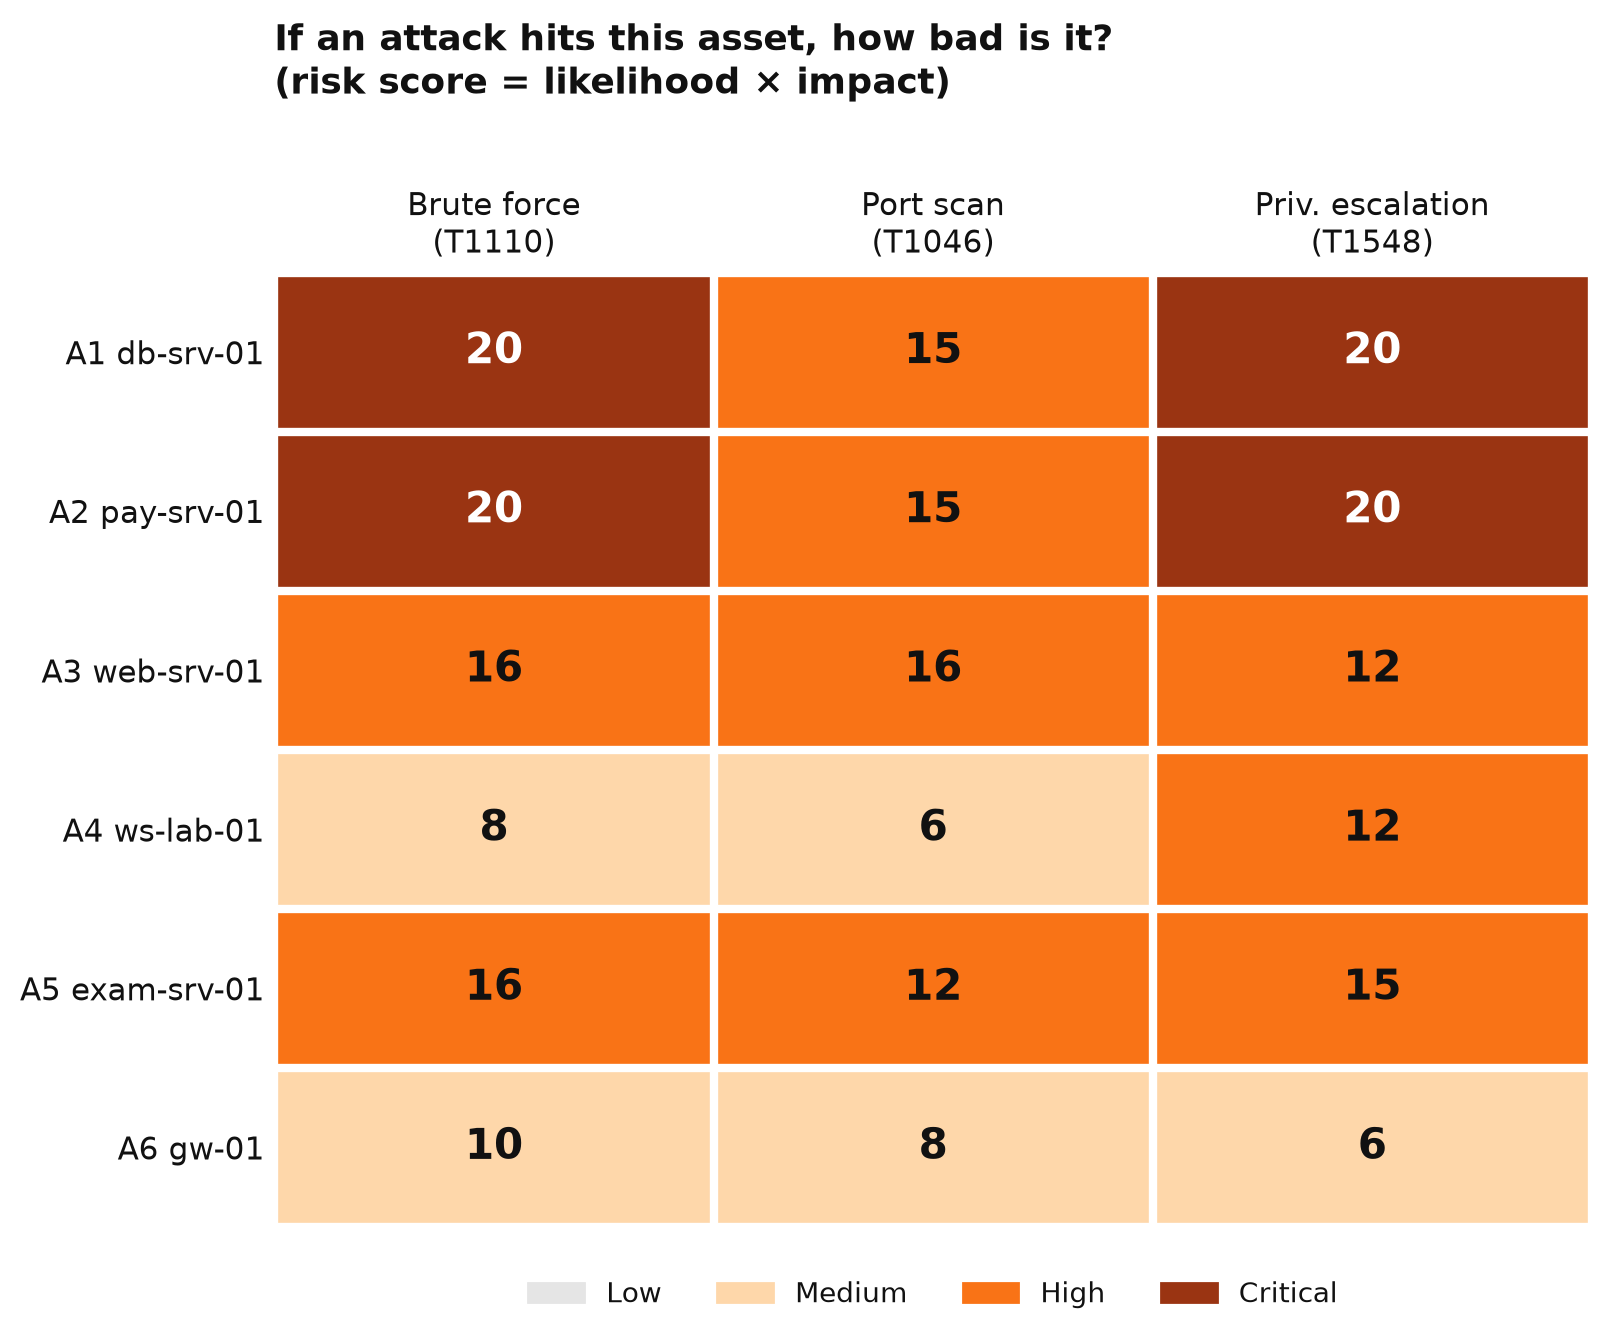 If an attack hits this asset, how bad is it?
(risk score = likelihood × impact)
Brute force
(T1110)
Port scan
(T1046)
Priv. escalation
(T1548)
A1 db-srv-01 20 15 20
A2 pay-srv-01 20 15 20
A3 web-srv-01 16 16 12
A4 ws-lab-01 8 6 12
A5 exam-srv-01 16 12 15
A6 gw-01 10 8 6
Low Medium High Critical